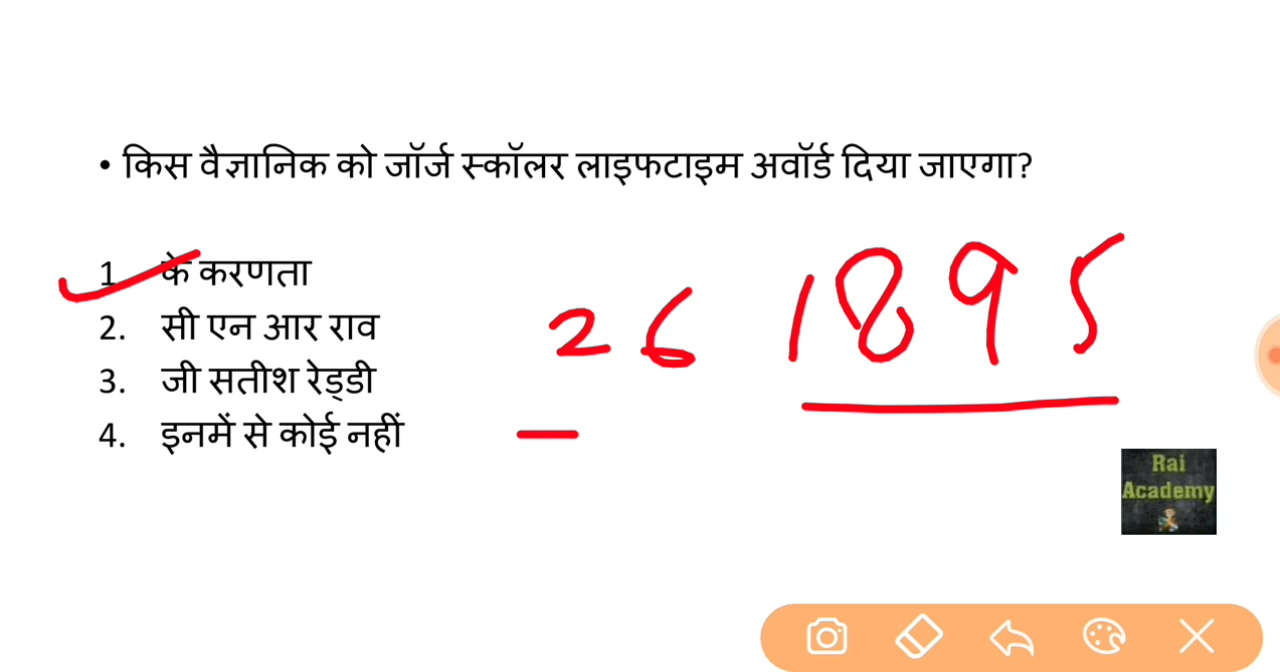 • किस वैज्ञानिक को जॉर्ज स्कॉलर लाइफटाइम अवॉर्ड दिया जाएगा?
1. के करणता
2. सी एन आर राव
3. जी सतीश रेड्डी
4. इनमें से कोई नहीं
26 1895
Rai
Academy